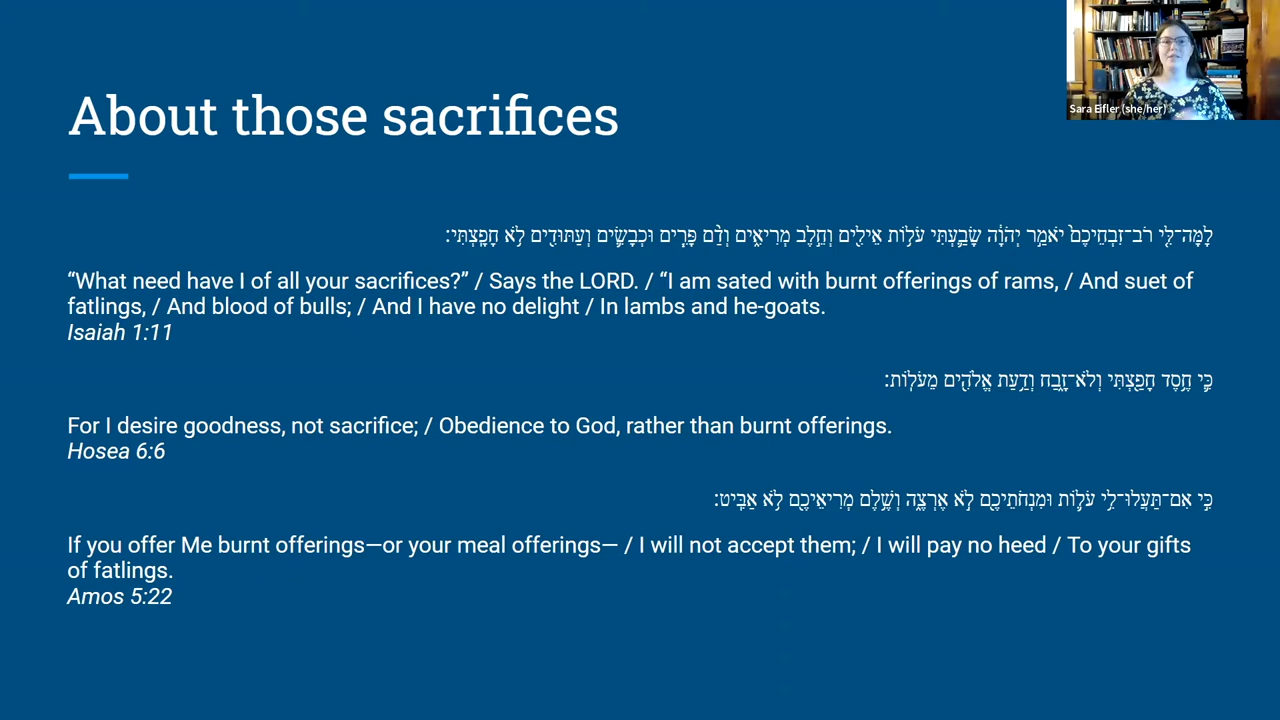 About those sacrifices
Sara Eifler (she/her)
לָמָּה־לִּ֤י רֹב־זִבְחֵיכֶם֙ יֹאמַ֣ר יְהֹוָ֔ה שָׂבַ֛עְתִּי עֹל֥וֹת אֵילִ֖ים וְחֵ֣לֶב מְרִיאִ֑ים וְדַ֨ם פָּרִ֧ים וּכְבָשִׂ֛ים וְעַתּוּדִ֖ים לֹ֥א חָפָֽצְתִּי׃
“What need have I of all your sacrifices?” / Says the LORD. / “I am sated with burnt offerings of rams, / And suet of
fatlings, / And blood of bulls; / And I have no delight / In lambs and he-goats.
Isaiah 1:11
כִּ֛י חֶ֥סֶד חָפַ֖צְתִּי וְלֹא־זָ֑בַח וְדַ֥עַת אֱלֹהִ֖ים מֵעֹלֽוֹת׃
For I desire goodness, not sacrifice; / Obedience to God, rather than burnt offerings.
Hosea 6:6
כִּ֣י אִם־תַּעֲלוּ־לִ֥י עֹל֛וֹת וּמִנְחֹתֵיכֶ֖ם לֹ֣א אֶרְצֶ֑ה וְשֶׁ֥לֶם מְרִיאֵיכֶ֖ם לֹ֥א אַבִּֽיט׃
If you offer Me burnt offerings—or your meal offerings— / I will not accept them; / I will pay no heed / To your gifts
of fatlings.
Amos 5:22